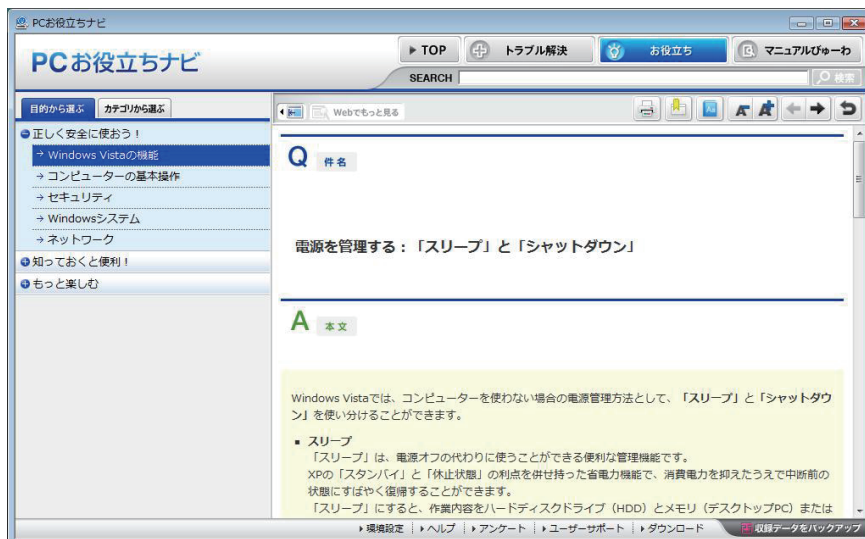 PCお役立ちナビ
PCお役立ちナビ
TOP
トラブル解決
お役立ち
マニュアルびゅーわ
SEARCH
検索
目的から選ぶ
カテゴリから選ぶ
Webでもっと見る
正しく安全に使おう！
→ Windows Vistaの機能
→ コンピューターの基本操作
→ セキュリティ
→ Windowsシステム
→ ネットワーク
知っておくと便利！
もっと楽しむ
Q 件名
電源を管理する：「スリープ」と「シャットダウン」
A 本文
Windows Vistaでは、コンピューターを使わない場合の電源管理方法として、「スリープ」と「シャットダウ
ン」を使い分けることができます。
▪ スリープ
「スリープ」は、電源オフの代わりに使うことができる便利な管理機能です。
XPの「スタンバイ」と「休止状態」の利点を併せ持った省電力機能で、消費電力を抑えたうえで中断前の
状態にすばやく復帰することができます。
「スリープ」にすると、作業内容をハードディスクドライブ（HDD）とメモリ（デスクトップPC）または
環境設定
ヘルプ
アンケート
ユーザーサポート
ダウンロード
収録データをバックアップ